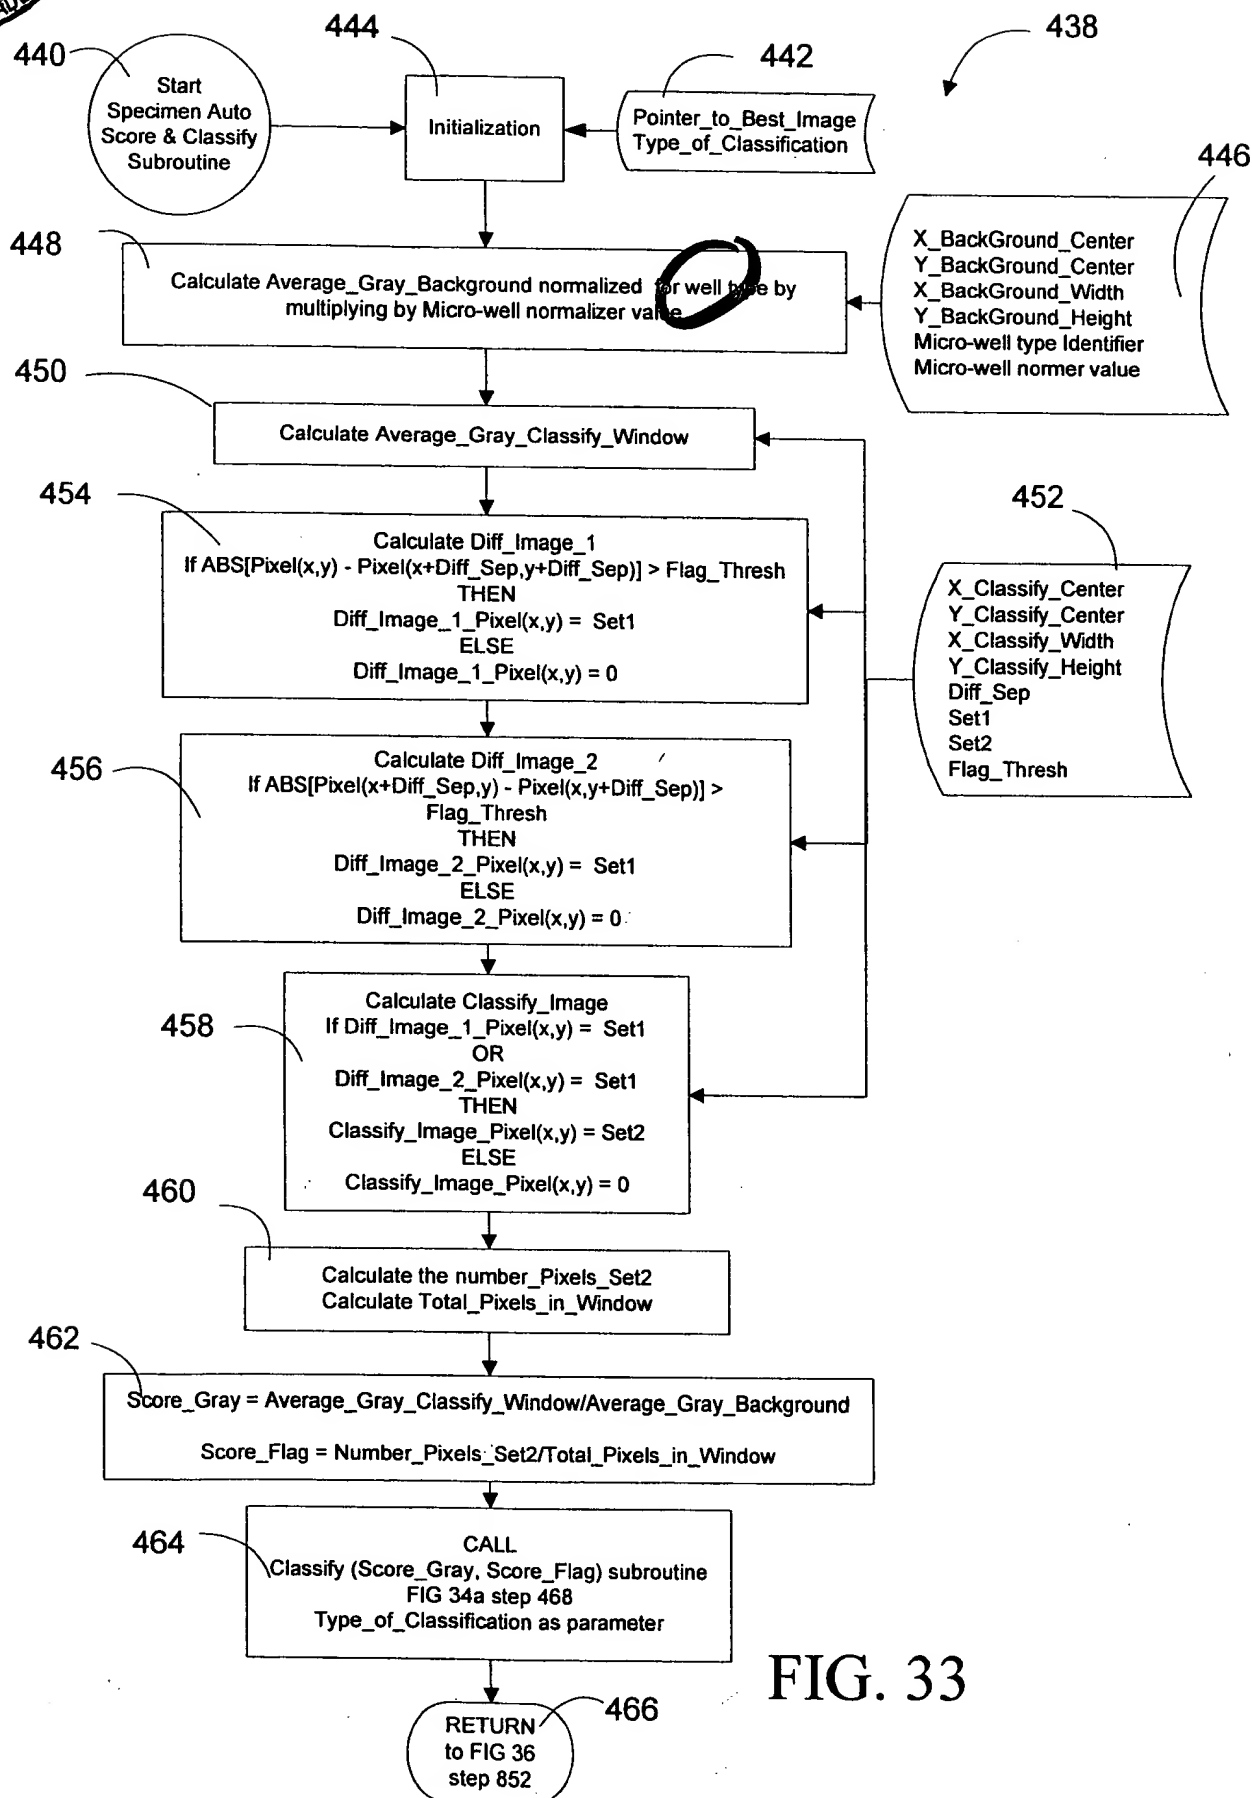 444
438
440
442
Start
Specimen Auto
Score & Classify
Subroutine
Initialization
Pointer_to_Best_Image
Type_of_Classification
446
448
Calculate Average_Gray_Background normalized for well type by
multiplying by Micro-well normalizer value
X_BackGround_Center
Y_BackGround_Center
X_BackGround_Width
Y_BackGround_Height
Micro-well type Identifier
Micro-well normer value
450
Calculate Average_Gray_Classify_Window
454
Calculate Diff_Image_1
If ABS[Pixel(x,y) - Pixel(x+Diff_Sep,y+Diff_Sep)] > Flag_Thresh
THEN
Diff_Image_1_Pixel(x,y) = Set1
ELSE
Diff_Image_1_Pixel(x,y) = 0
452
X_Classify_Center
Y_Classify_Center
X_Classify_Width
Y_Classify_Height
Diff_Sep
Set1
Set2
Flag_Thresh
456
Calculate Diff_Image_2
If ABS[Pixel(x+Diff_Sep,y) - Pixel(x,y+Diff_Sep)] >
Flag_Thresh
THEN
Diff_Image_2_Pixel(x,y) = Set1
ELSE
Diff_Image_2_Pixel(x,y) = 0
458
Calculate Classify_Image
If Diff_Image_1_Pixel(x,y) = Set1
OR
Diff_Image_2_Pixel(x,y) = Set1
THEN
Classify_Image_Pixel(x,y) = Set2
ELSE
Classify_Image_Pixel(x,y) = 0
460
Calculate the number_Pixels_Set2
Calculate Total_Pixels_in_Window
462
Score_Gray = Average_Gray_Classify_Window/Average_Gray_Background
Score_Flag = Number_Pixels_Set2/Total_Pixels_in_Window
464
CALL
Classify (Score_Gray, Score_Flag) subroutine
FIG 34a step 468
Type_of_Classification as parameter
FIG. 33
466
RETURN
to FIG 36
step 852